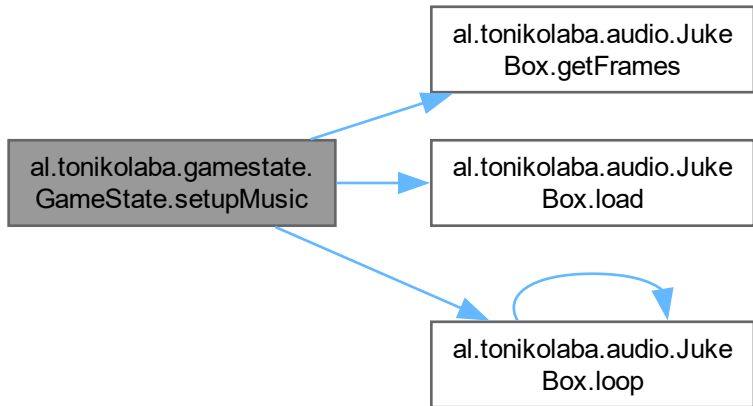 al.tonikolaba.gamestate.
GameState.setupMusic
al.tonikolaba.audio.Juke
Box.getFrames
al.tonikolaba.audio.Juke
Box.load
al.tonikolaba.audio.Juke
Box.loop